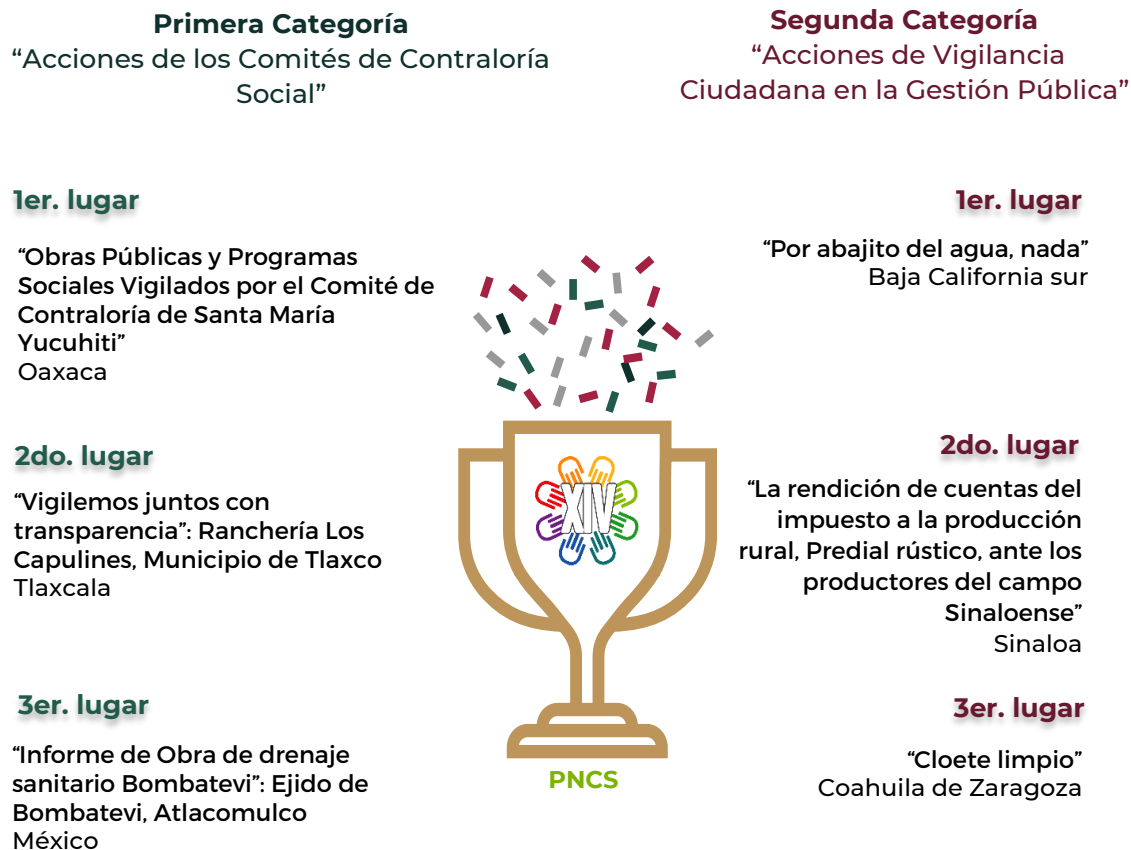 Primera Categoría
“Acciones de los Comités de Contraloría
Social”
1er. lugar
“Obras Públicas y Programas
Sociales Vigilados por el Comité de
Contraloría de Santa María
Yucuhiti”
Oaxaca
2do. lugar
“Vigilemos juntos con
transparencia”: Ranchería Los
Capulines, Municipio de Tlaxco
Tlaxcala
3er. lugar
“Informe de Obra de drenaje
sanitario Bombatevi”: Ejido de
Bombatevi, Atlacomulco
México
XIV
PNCS
Segunda Categoría
“Acciones de Vigilancia
Ciudadana en la Gestión Pública”
1er. lugar
“Por abajito del agua, nada”
Baja California sur
2do. lugar
“La rendición de cuentas del
impuesto a la producción
rural, Predial rústico, ante los
productores del campo
Sinaloense”
Sinaloa
3er. lugar
“Cloete limpio”
Coahuila de Zaragoza